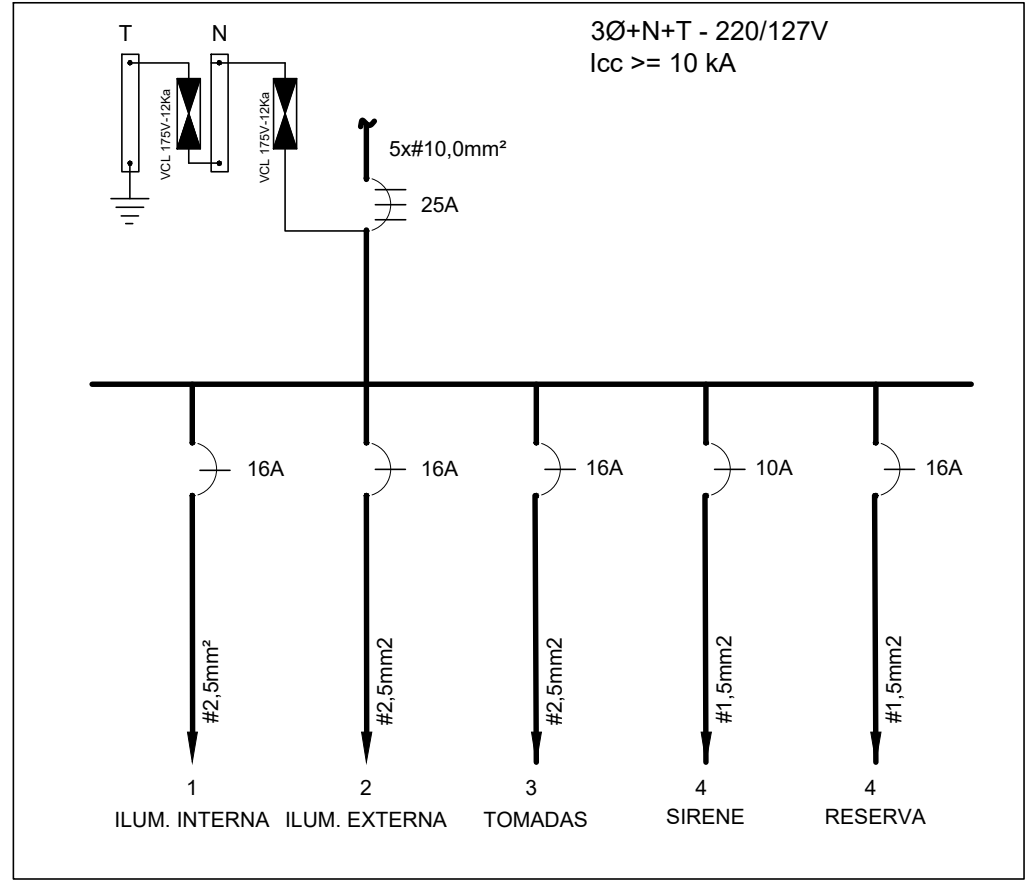 T N
3Ø+N+T - 220/127V
Icc >= 10 kA
VCL 175V-12Ka
VCL 175V-12Ka
5x#10,0mm²
25A
16A 16A 16A 10A 16A
#2,5mm²
#2,5mm2
#2,5mm2
#1,5mm2
#1,5mm2
1 2 3 4 4
ILUM. INTERNA ILUM. EXTERNA TOMADAS SIRENE RESERVA